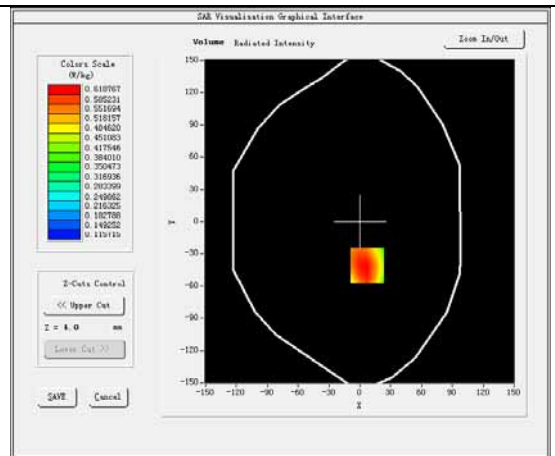 SAR Visualisation Graphical Interface
Volume Radiated Intensity
Zoom In/Out
Colors Scale
(W/kg)
0.618767
0.585231
0.551694
0.518157
0.484620
0.451083
0.417546
0.384010
0.350473
0.316936
0.283399
0.249862
0.216325
0.182788
0.149252
0.115715
Z-Cuts Control
<< Upper Cut
Z = 4.0 mm
Lower Cut >>
SAVE
Cancel
150
120
90
60
30
0
-30
-60
-90
-120
-150
Y
-150 -120 -90 -60 -30 0 30 60 90 120 150
X